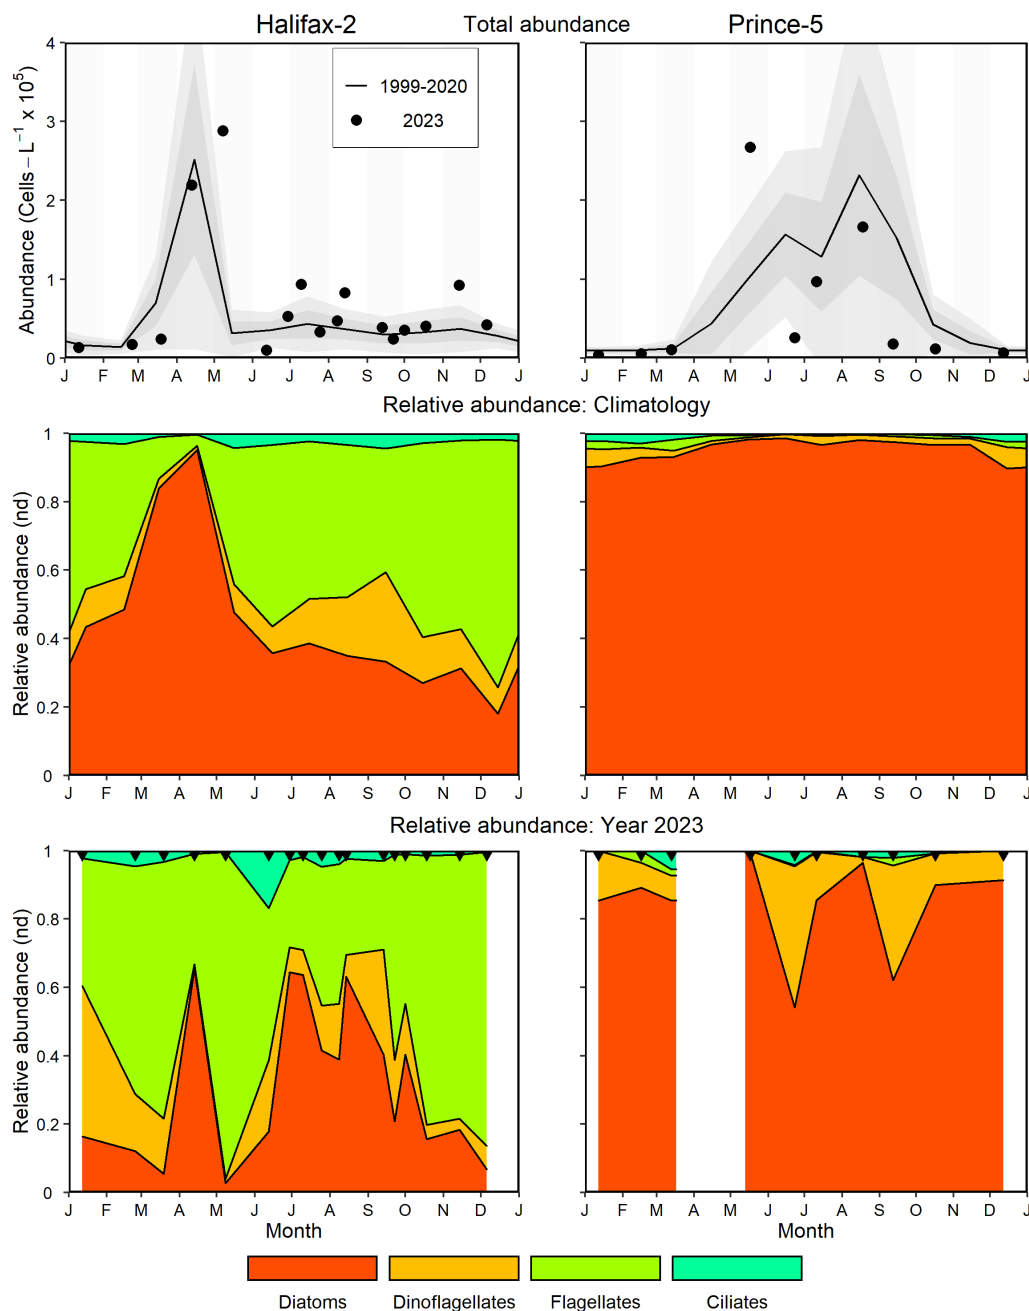 Halifax-2 Total abundance Prince-5
Abundance (Cells – L⁻¹ x 10⁵)
4
3
2
1
0
1999-2020
2023
J F M A M J J A S O N D J
J F M A M J J A S O N D J
Relative abundance: Climatology
Relative abundance (nd)
1
0.8
0.6
0.4
0.2
0
J F M A M J J A S O N D J
J F M A M J J A S O N D J
Relative abundance: Year 2023
Relative abundance (nd)
1
0.8
0.6
0.4
0.2
0
J F M A M J J A S O N D J
J F M A M J J A S O N D J
Month Month
Diatoms Dinoflagellates Flagellates Ciliates